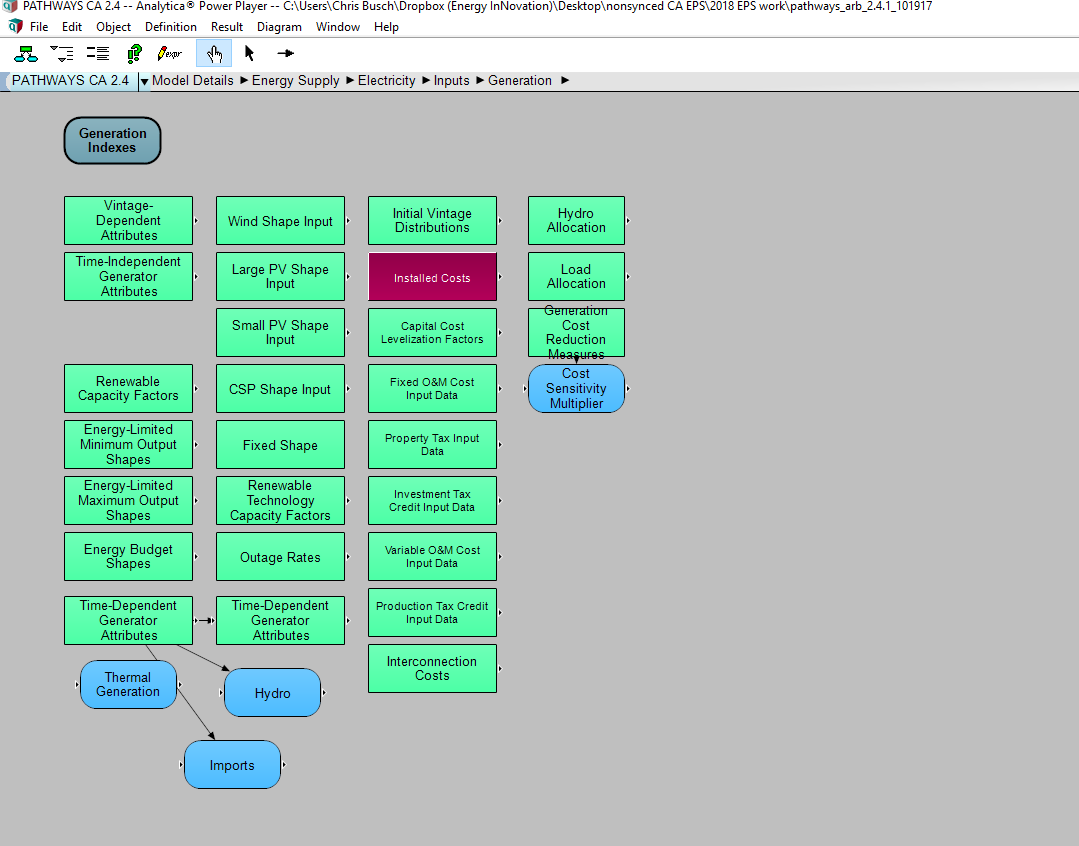 PATHWAYS CA 2.4 -- Analytica® Power Player -- C:\Users\Chris Busch\Dropbox (Energy InNovation)\Desktop\nonsynced CA EPS\2018 EPS work\pathways_arb_2.4.1_101917
File Edit Object Definition Result Diagram Window Help
expr
PATHWAYS CA 2.4 Model Details Energy Supply Electricity Inputs Generation
Generation
Indexes
Vintage-
Dependent
Attributes
Wind Shape Input
Initial Vintage
Distributions
Hydro
Allocation
Time-Independent
Generator
Attributes
Large PV Shape
Input
Installed Costs
Load
Allocation
Small PV Shape
Input
Capital Cost
Levelization Factors
Generation
Cost
Reduction
Measures
Renewable
Capacity Factors
CSP Shape Input
Fixed O&M Cost
Input Data
Cost
Sensitivity
Multiplier
Energy-Limited
Minimum Output
Shapes
Fixed Shape
Property Tax Input
Data
Energy-Limited
Maximum Output
Shapes
Renewable
Technology
Capacity Factors
Investment Tax
Credit Input Data
Energy Budget
Shapes
Outage Rates
Variable O&M Cost
Input Data
Time-Dependent
Generator
Attributes
Time-Dependent
Generator
Attributes
Production Tax Credit
Input Data
Interconnection
Costs
Thermal
Generation
Hydro
Imports